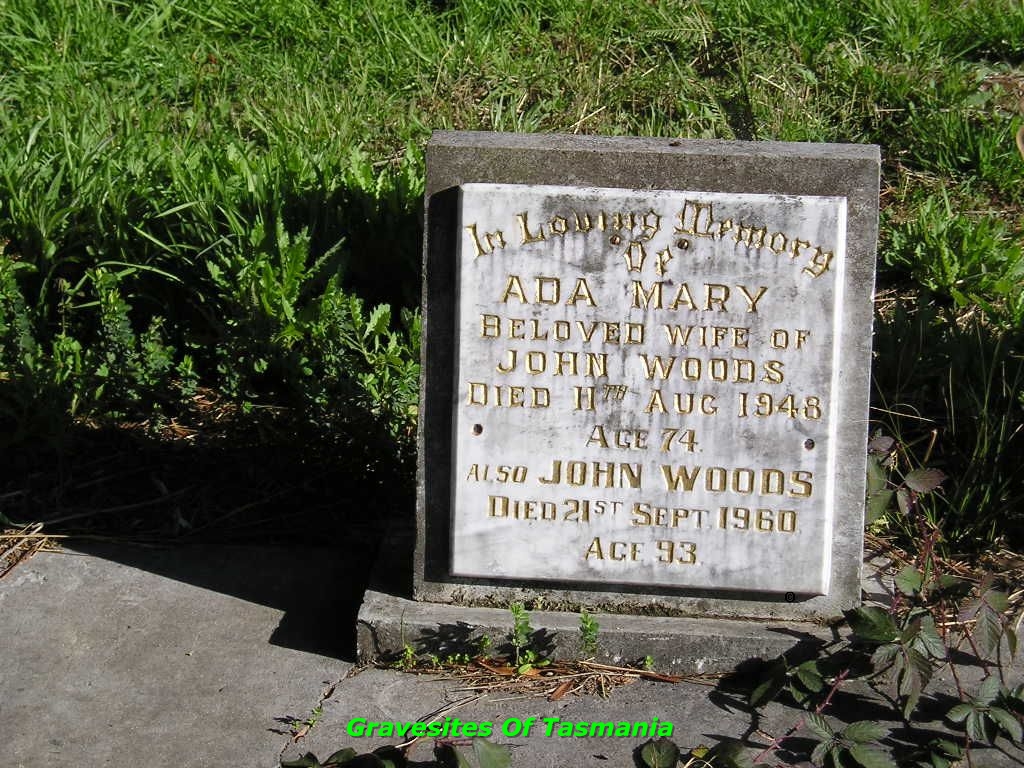 In Loving Memory
Of
ADA MARY
BELOVED WIFE OF
JOHN WOODS
DIED 11TH AUG 1948
AGE 74.
ALSO JOHN WOODS
DIED 21ST SEPT. 1960
AGE 93.
Gravesites Of Tasmania